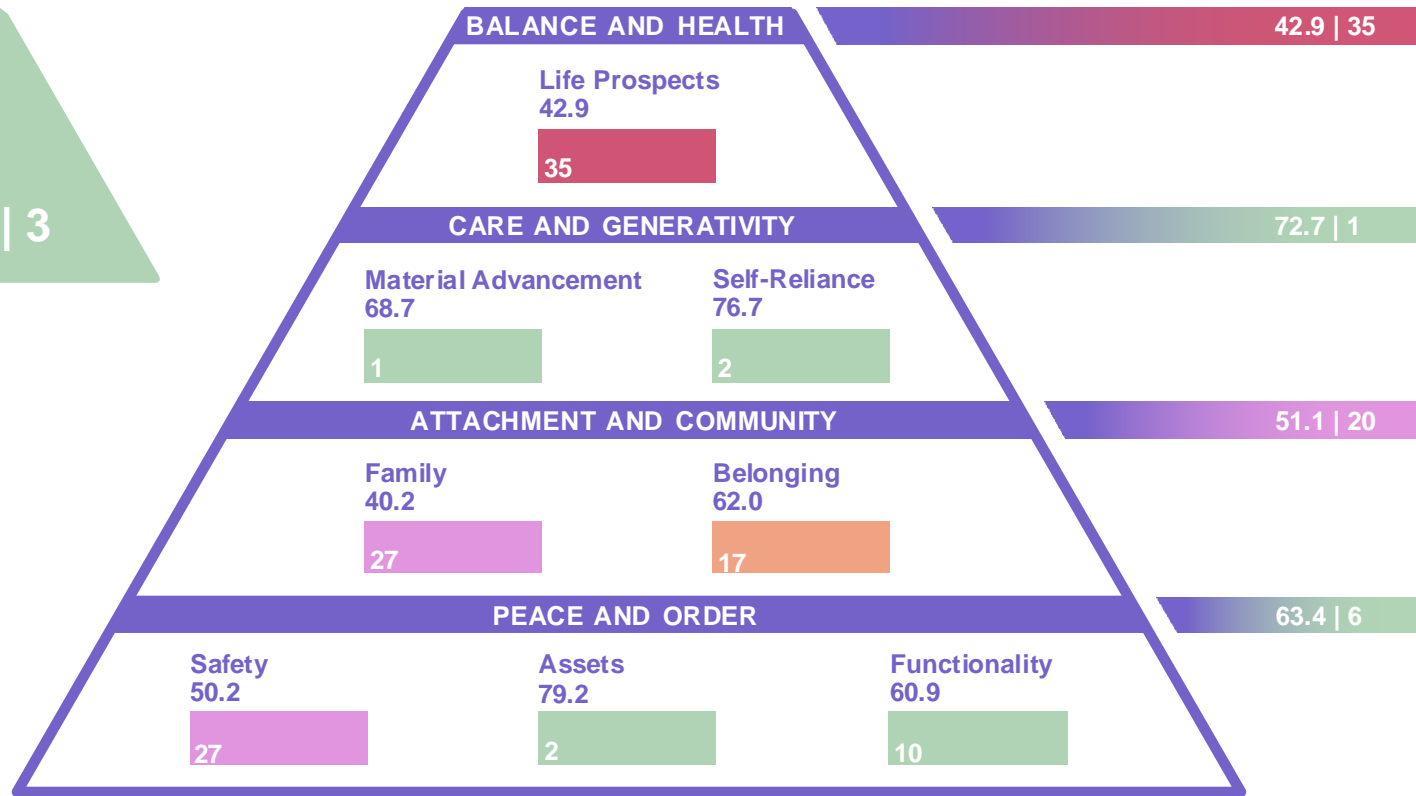 BALANCE AND HEALTH
42.9 | 35
Life Prospects
42.9
35
| 3
CARE AND GENERATIVITY
72.7 | 1
Material Advancement
68.7
1
Self-Reliance
76.7
2
ATTACHMENT AND COMMUNITY
51.1 | 20
Family
40.2
27
Belonging
62.0
17
PEACE AND ORDER
63.4 | 6
Safety
50.2
27
Assets
79.2
2
Functionality
60.9
10